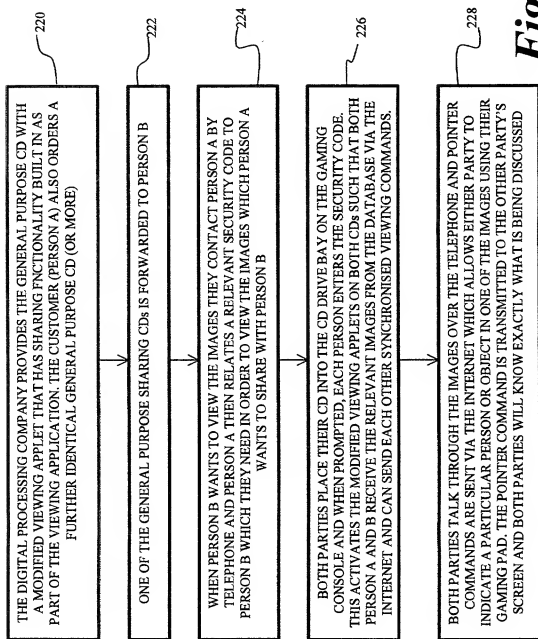 THE DIGITAL PROCESSING COMPANY PROVIDES THE GENERAL PURPOSE CD WITH
A MODIFIED VIEWING APPLET THAT HAS SHARING FNCTIONALITY BUILT IN AS
PART OF THE VIEWING APPLICATION. THE CUSTOMER (PERSON A) ALSO ORDERS A
FURTHER IDENTICAL GENERAL PURPOSE CD (OR MORE)
220
ONE OF THE GENERAL PURPOSE SHARING CDs IS FORWARDED TO PERSON B
222
WHEN PERSON B WANTS TO VIEW THE IMAGES THEY CONTACT PERSON A BY
TELEPHONE AND PERSON A THEN RELATES A RELEVANT SECURITY CODE TO
PERSON B WHICH THEY NEED IN ORDER TO VIEW THE IMAGES WHICH PERSON A
WANTS TO SHARE WITH PERSON B
224
BOTH PARTIES PLACE THEIR CD INTO THE CD DRIVE BAY ON THE GAMING
CONSOLE AND WHEN PROMPTED, EACH PERSON ENTERS THE SECURITY CODE.
THIS ACTIVATES THE MODIFIED VIEWING APPLETS ON BOTH CDs SUCH THAT BOTH
PERSON A AND B RECEIVE THE RELEVANT IMAGES FROM THE DATABASE VIA THE
INTERNET AND CAN SEND EACH OTHER SYNCHRONISED VIEWING COMMANDS.
226
BOTH PARTIES TALK THROUGH THE IMAGES OVER THE TELEPHONE AND POINTER
COMMANDS ARE SENT VIA THE INTERNET WHICH ALLOWS EITHER PARTY TO
INDICATE A PARTICULAR PERSON OR OBJECT IN ONE OF THE IMAGES USING THEIR
GAMING PAD. THE POINTER COMMAND IS TRANSMITTED TO THE OTHER PARTY'S
SCREEN AND BOTH PARTIES WILL KNOW EXACTLY WHAT IS BEING DISCUSSED
228
Fig